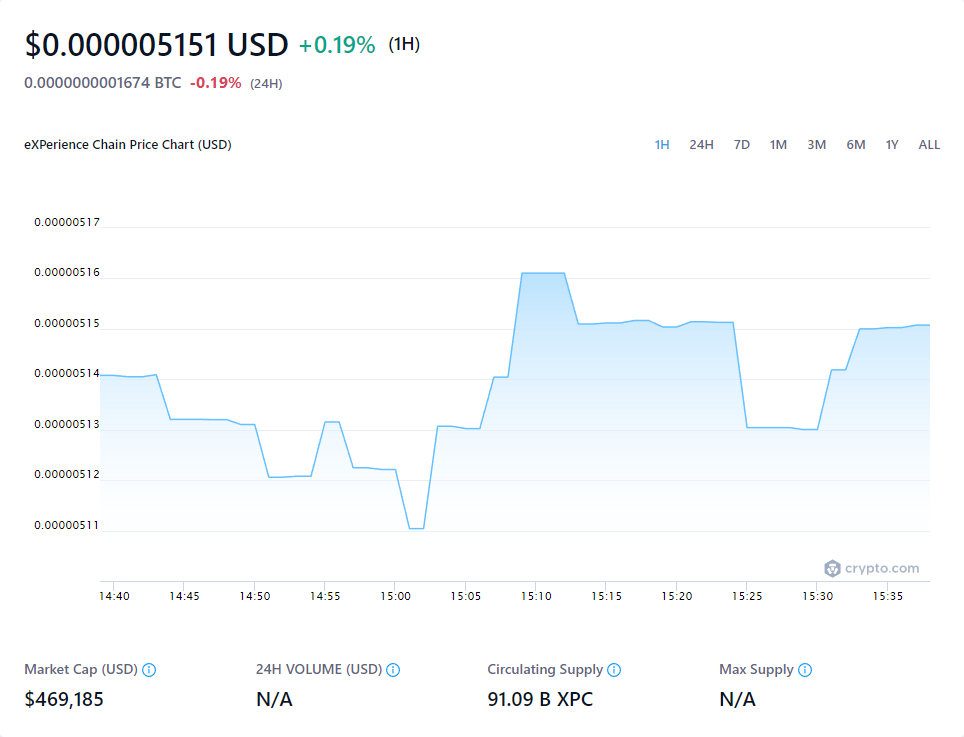 $0.000005151 USD +0.19% (1H)
0.0000000001674 BTC -0.19% (24H)
eXPerience Chain Price Chart (USD) 1H 24H 7D 1M 3M 6M 1Y ALL
0.00000517
0.00000516
0.00000515
0.00000514
0.00000513
0.00000512
0.00000511
crypto.com
14:40 14:45 14:50 14:55 15:00 15:05 15:10 15:15 15:20 15:25 15:30 15:35
Market Cap (USD) 24H VOLUME (USD) Circulating Supply Max Supply
$469,185 N/A 91.09 B XPC N/A